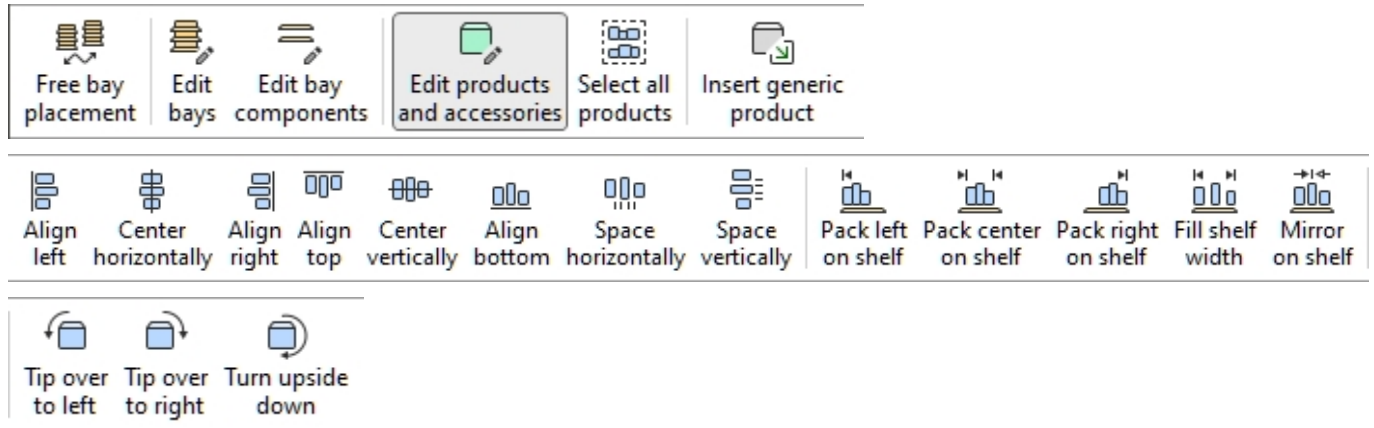 Free bay Edit Edit bay Edit products Select all Insert generic
placement bays components and accessories products product
Align Center Align Align Center Align Space Space Pack left Pack center Pack right Fill shelf Mirror
left horizontally right top vertically bottom horizontally vertically on shelf on shelf on shelf width on shelf
Tip over Tip over Turn upside
to left to right down